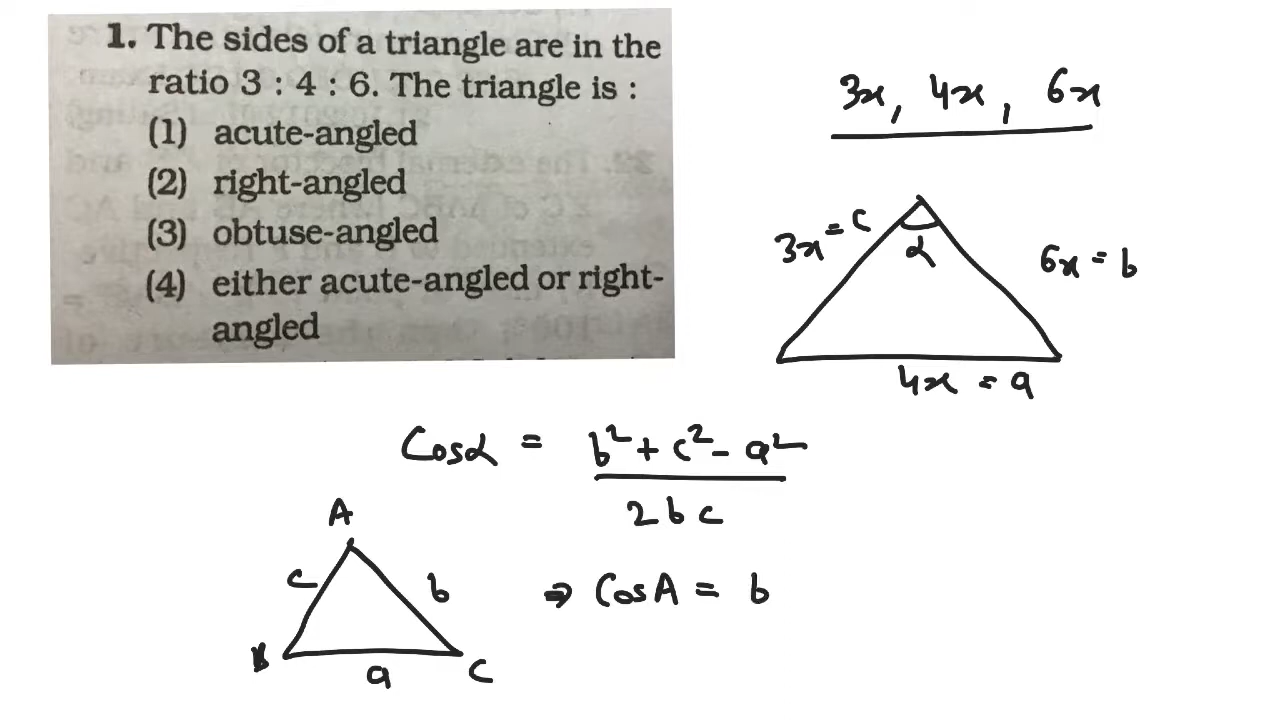 1. The sides of a triangle are in the
ratio 3 : 4 : 6. The triangle is :
(1) acute-angled
(2) right-angled
(3) obtuse-angled
(4) either acute-angled or right-
angled
3x, 4x, 6x
3x = c
α
6x = b
4x = a
Cosα = b² + c² - a²
2bc
A
c
b
B
a
C
⇒ CosA = b